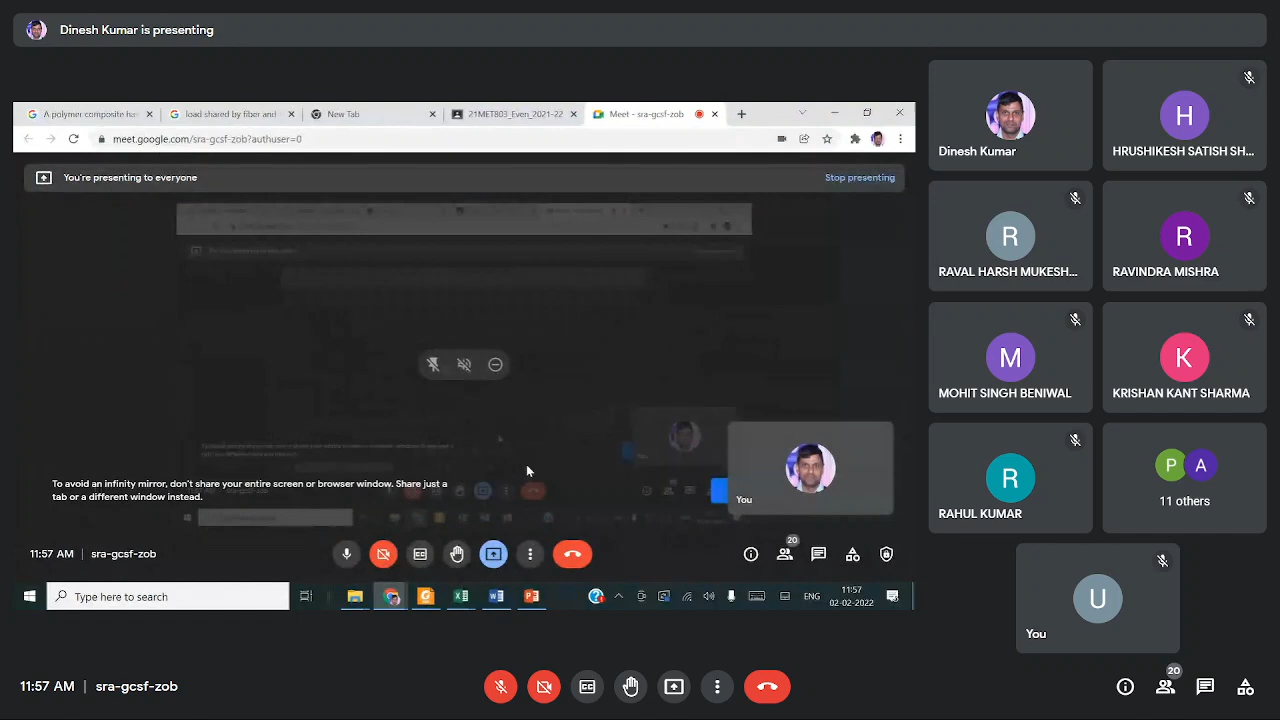 Dinesh Kumar is presenting
A polymer composite ha
load shared by fiber and
New Tab
21MET803_Even_2021-22
Meet - sra-gcsf-zob
meet.google.com/sra-gcsf-zob?authuser=0
You're presenting to everyone
Stop presenting
To avoid an infinity mirror, don't share your entire screen or browser window. Share just a
tab or a different window instead.
You
11:57 AM | sra-gcsf-zob
20
Type here to search
ENG
11:57
02-02-2022
Dinesh Kumar
H
HRUSHIKESH SATISH SH...
R
RAVAL HARSH MUKESH...
R
RAVINDRA MISHRA
M
MOHIT SINGH BENIWAL
K
KRISHAN KANT SHARMA
R
RAHUL KUMAR
P A
11 others
U
You
11:57 AM | sra-gcsf-zob
20